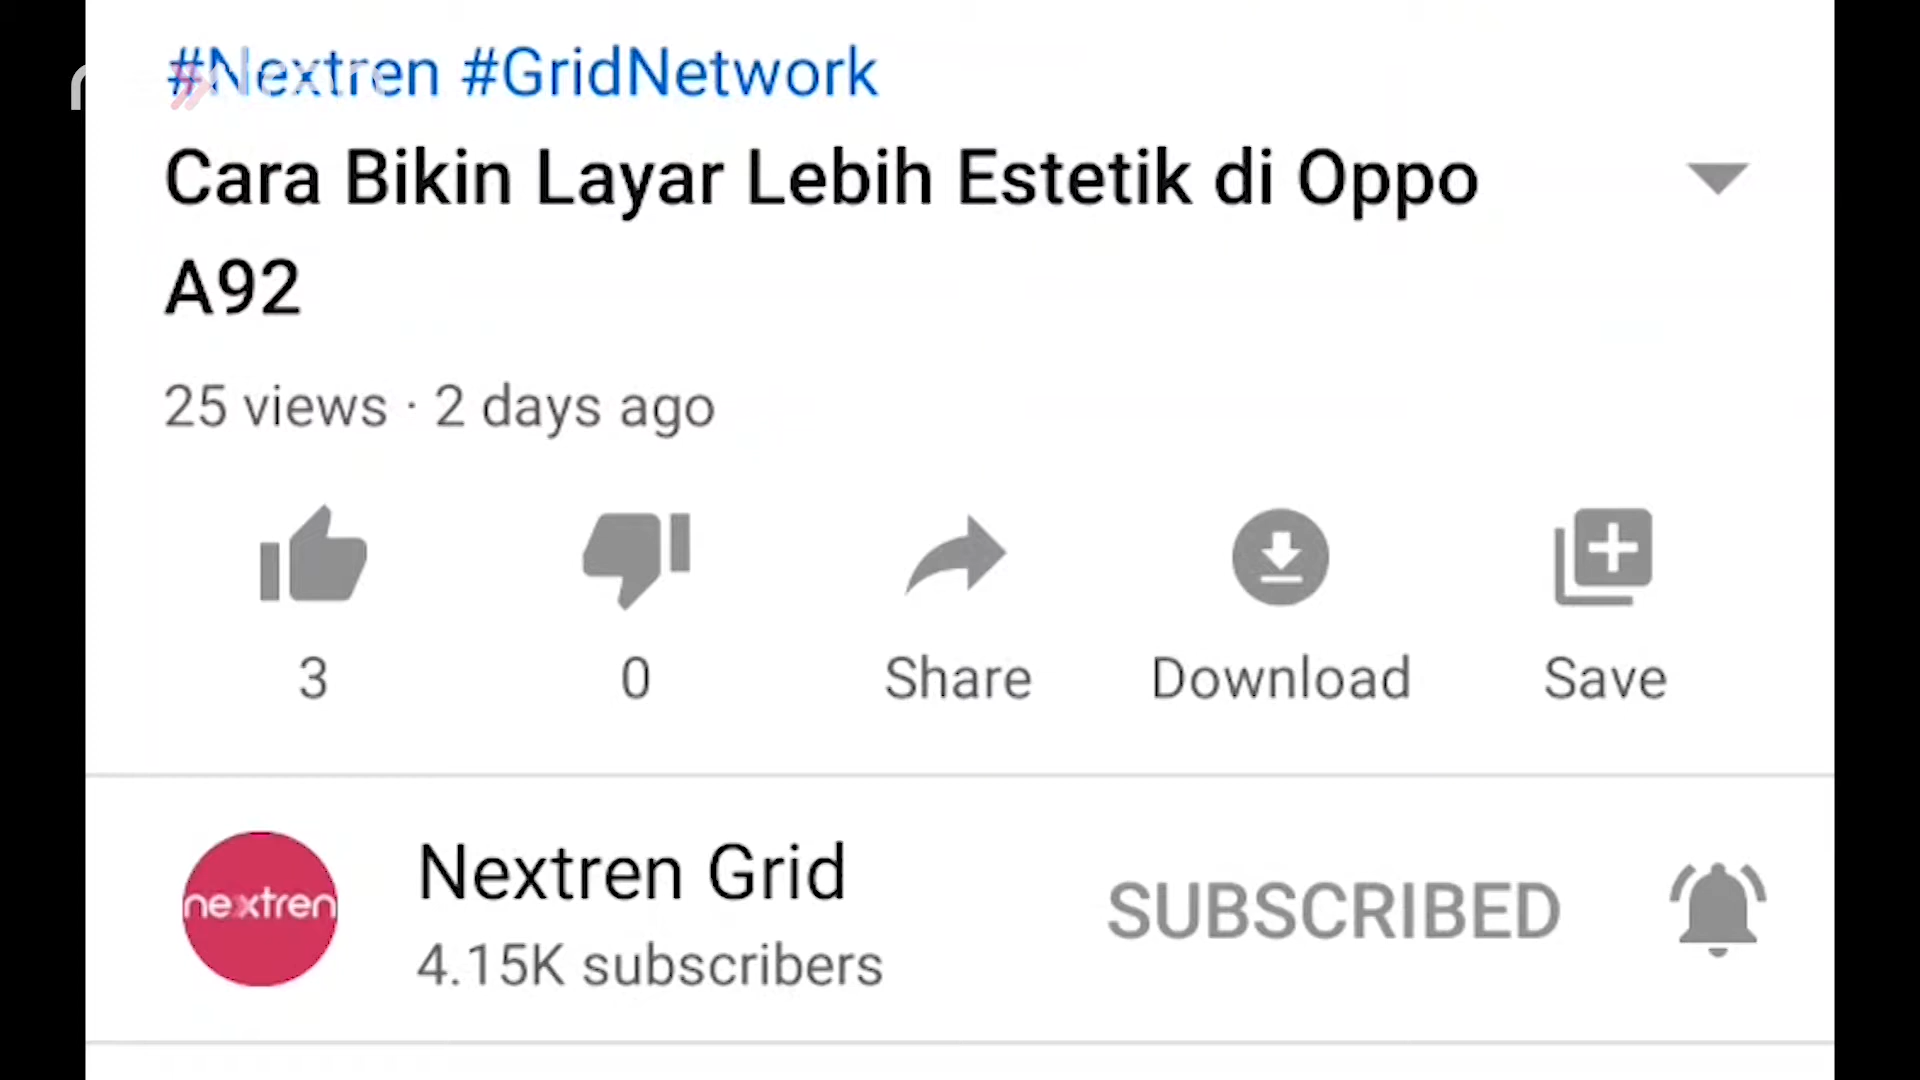 #Nextren #GridNetwork
Cara Bikin Layar Lebih Estetik di Oppo
A92
25 views · 2 days ago
3 0 Share Download Save
nextren
Nextren Grid
SUBSCRIBED
4.15K subscribers